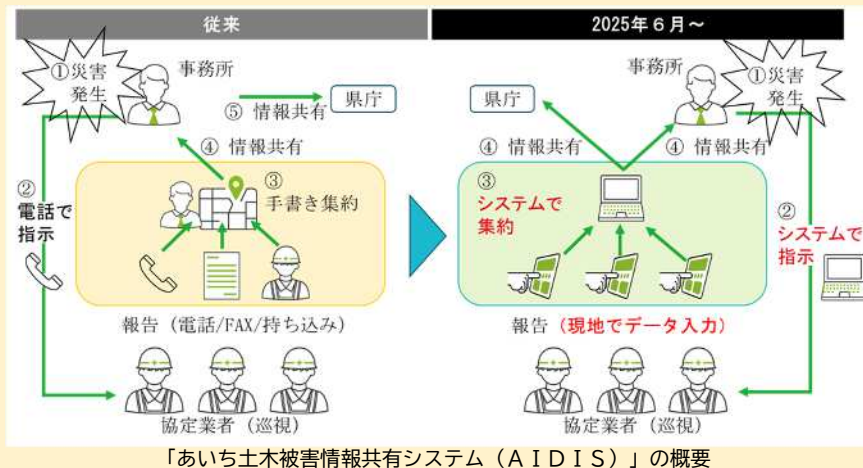 従来
①災害
発生
事務所
⑤ 情報共有
県庁
④ 情報共有
②
電話で
指示
③
手書き集約
報告（電話/FAX/持ち込み）
協定業者（巡視）
2025年６月～
事務所
①災害
発生
県庁
④ 情報共有
④ 情報共有
③
システムで
集約
②
システムで
指示
報告（現地でデータ入力）
協定業者（巡視）
「あいち土木被害情報共有システム（ＡＩＤＩＳ）」の概要